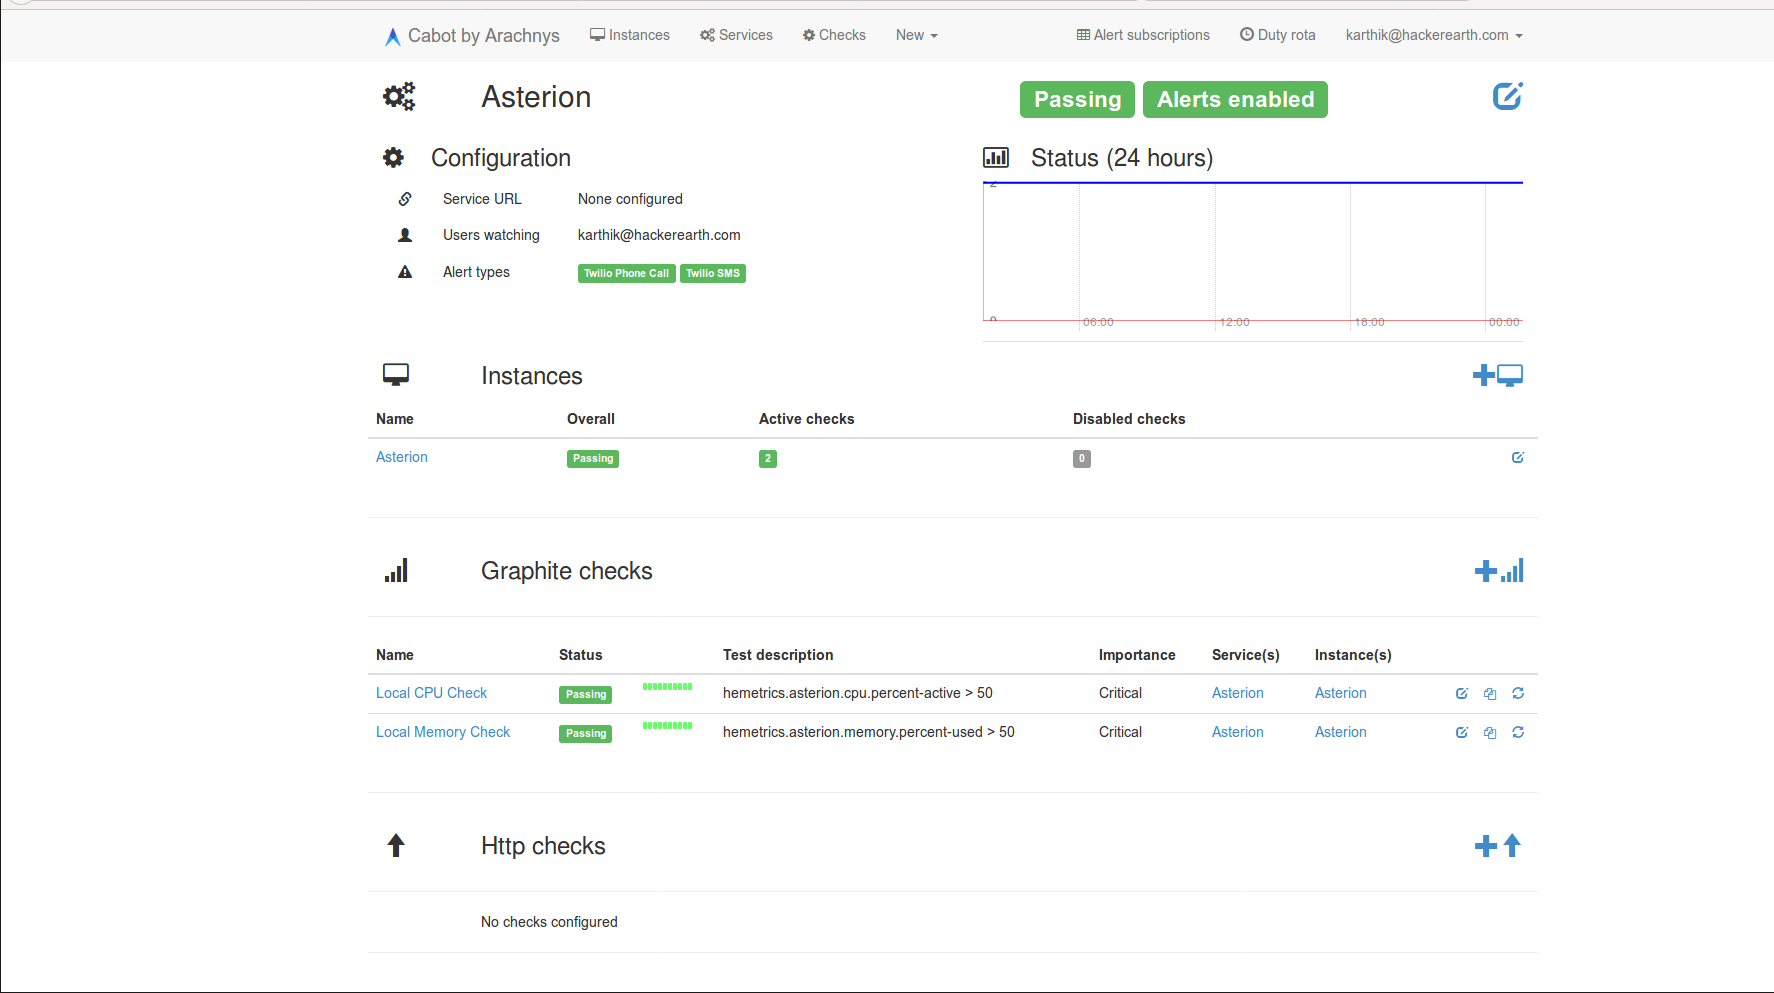 Cabot by Arachnys Instances Services Checks New Alert subscriptions Duty rota karthik@hackerearth.com
Asterion Passing Alerts enabled
Configuration
Service URL None configured
Users watching karthik@hackerearth.com
Alert types Twilio Phone Call Twilio SMS
Status (24 hours)
2
0 06:00 12:00 18:00 00:00
Instances
Name Overall Active checks Disabled checks
Asterion Passing 2 0
Graphite checks
Name Status Test description Importance Service(s) Instance(s)
Local CPU Check Passing hemetrics.asterion.cpu.percent-active > 50 Critical Asterion Asterion
Local Memory Check Passing hemetrics.asterion.memory.percent-used > 50 Critical Asterion Asterion
Http checks
No checks configured